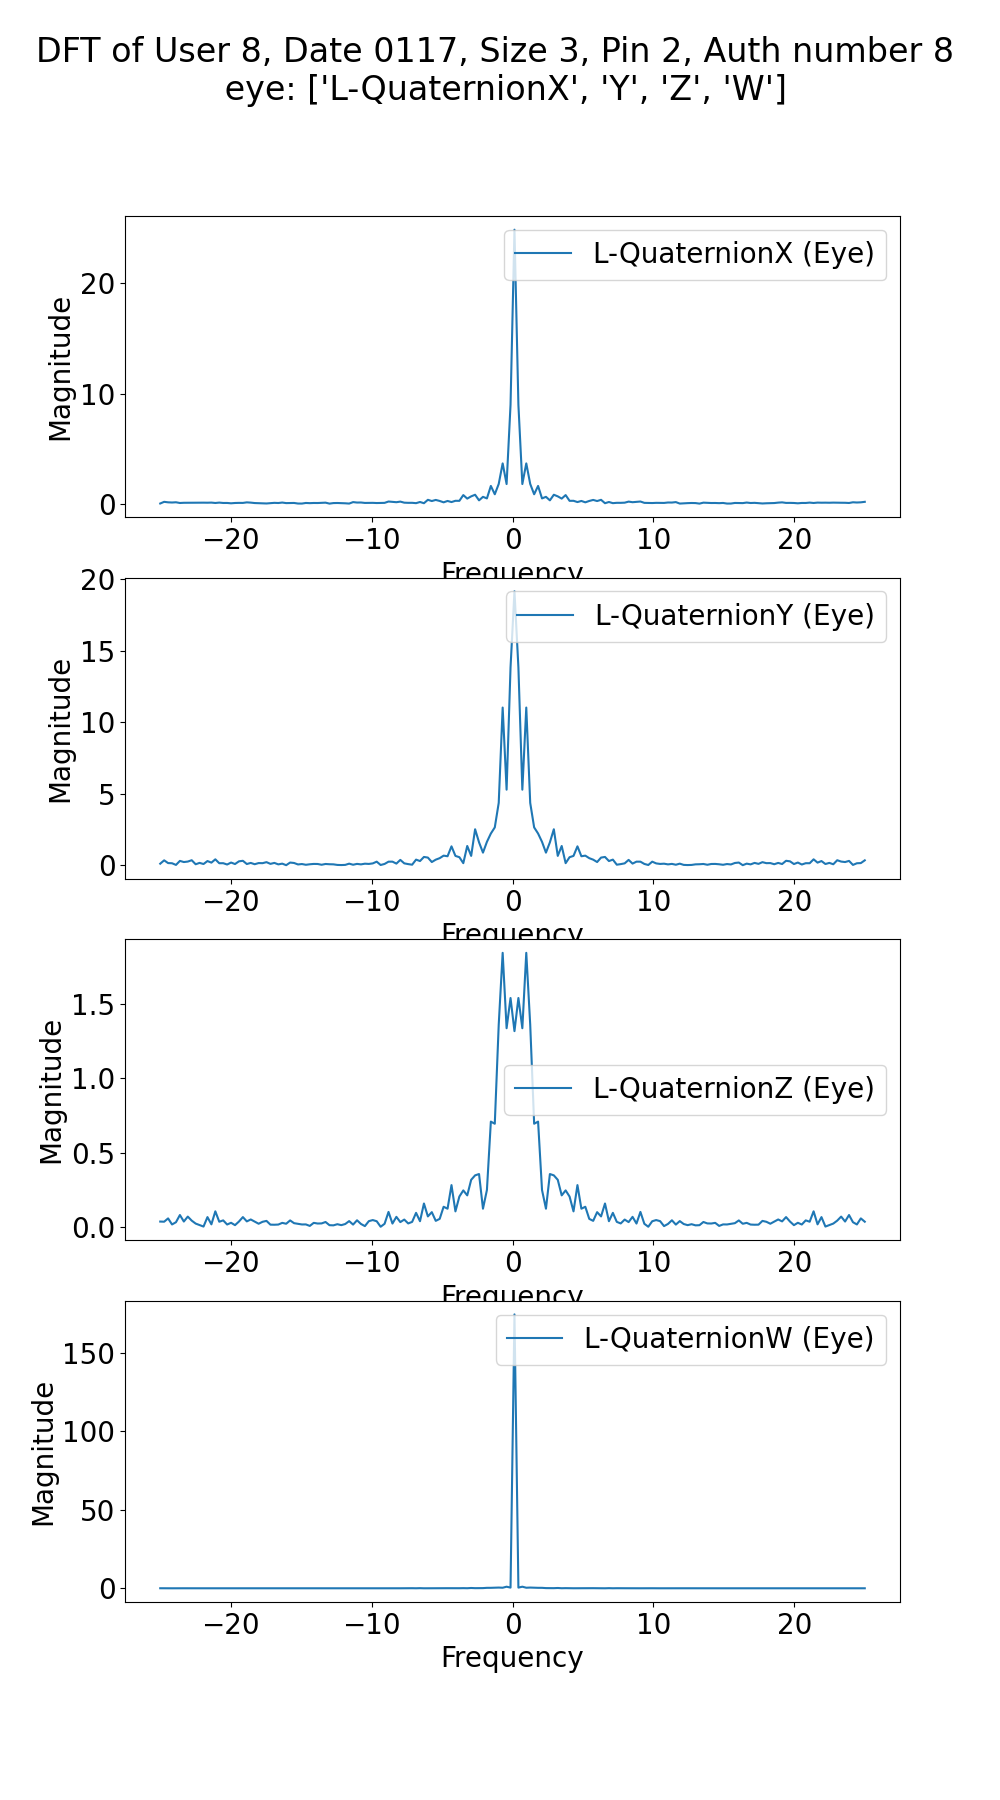 DFT of User 8, Date 0117, Size 3, Pin 2, Auth number 8
eye: ['L-QuaternionX', 'Y', 'Z', 'W']
L-QuaternionX (Eye)
Magnitude
20
10
0
−20 −10 0 10 20
Frequency
L-QuaternionY (Eye)
Magnitude
20
15
10
5
0
−20 −10 0 10 20
Frequency
L-QuaternionZ (Eye)
Magnitude
1.5
1.0
0.5
0.0
−20 −10 0 10 20
Frequency
L-QuaternionW (Eye)
Magnitude
150
100
50
0
−20 −10 0 10 20
Frequency